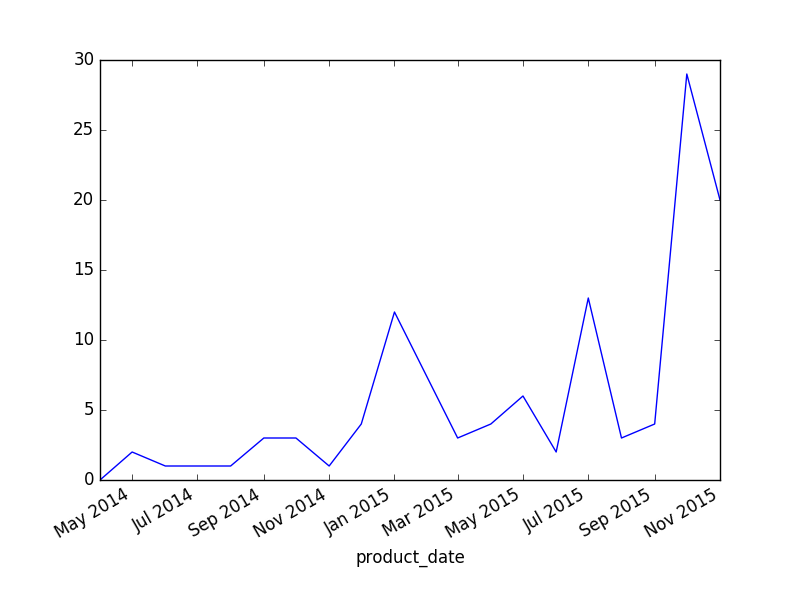 30
25
20
15
10
5
0
May 2014
Jul 2014
Sep 2014
Nov 2014
Jan 2015
Mar 2015
May 2015
Jul 2015
Sep 2015
Nov 2015
product_date